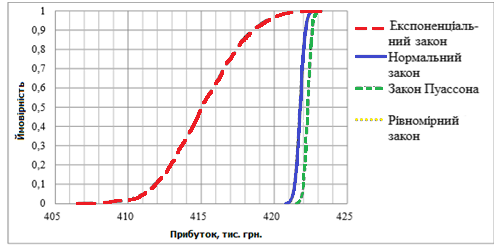 1
0,9
0,8
0,7
0,6
0,5
0,4
0,3
0,2
0,1
0
Ймовірність
405 410 415 420 425
Прибуток, тис. грн.
Експоненціаль-
ний закон
Нормальний
закон
Закон Пуассона
Рівномірний
закон